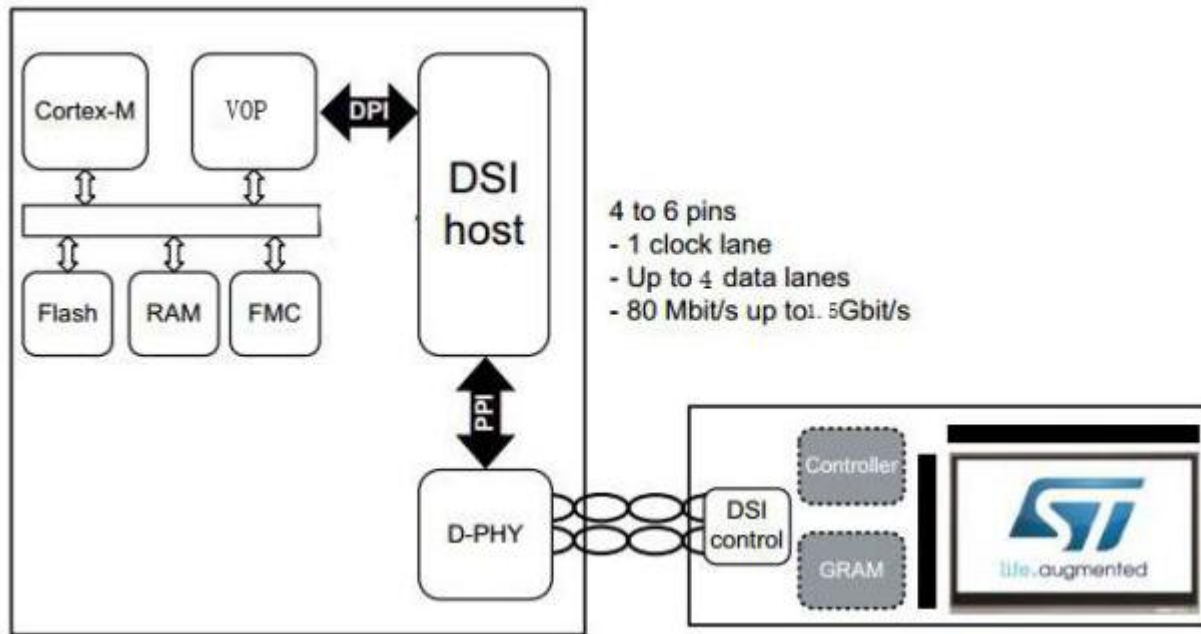 Cortex-M
VOP
DPI
DSI
host
Flash
RAM
FMC
4 to 6 pins
- 1 clock lane
- Up to 4 data lanes
- 80 Mbit/s up to1.5Gbit/s
PPI
D-PHY
DSI
control
Controller
GRAM
ST
life.augmented